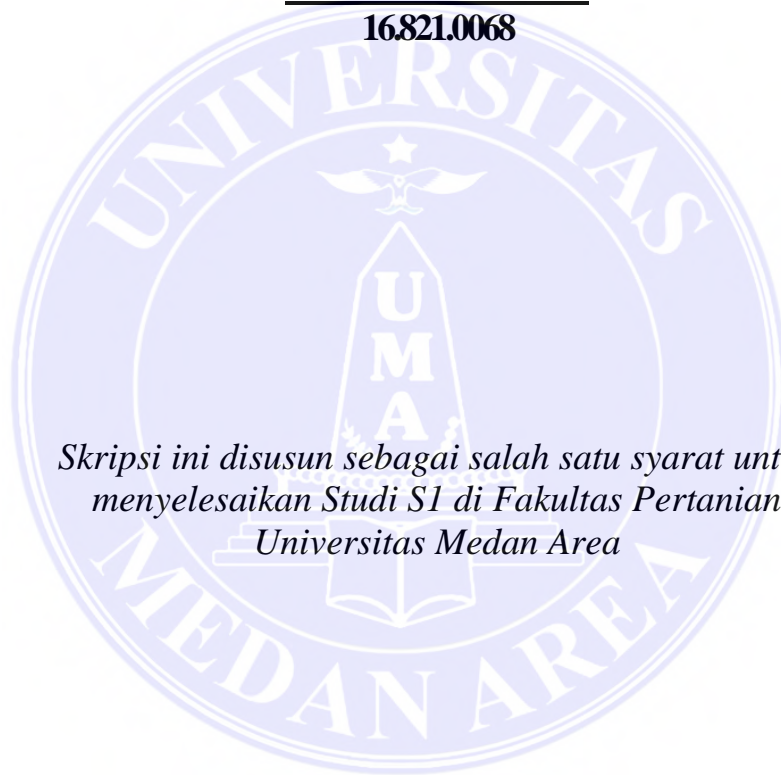 16.821.0068
UNIVERSITAS
U
M
A
Skripsi ini disusun sebagai salah satu syarat unt
menyelesaikan Studi S1 di Fakultas Pertanian
Universitas Medan Area
MEDAN AREA